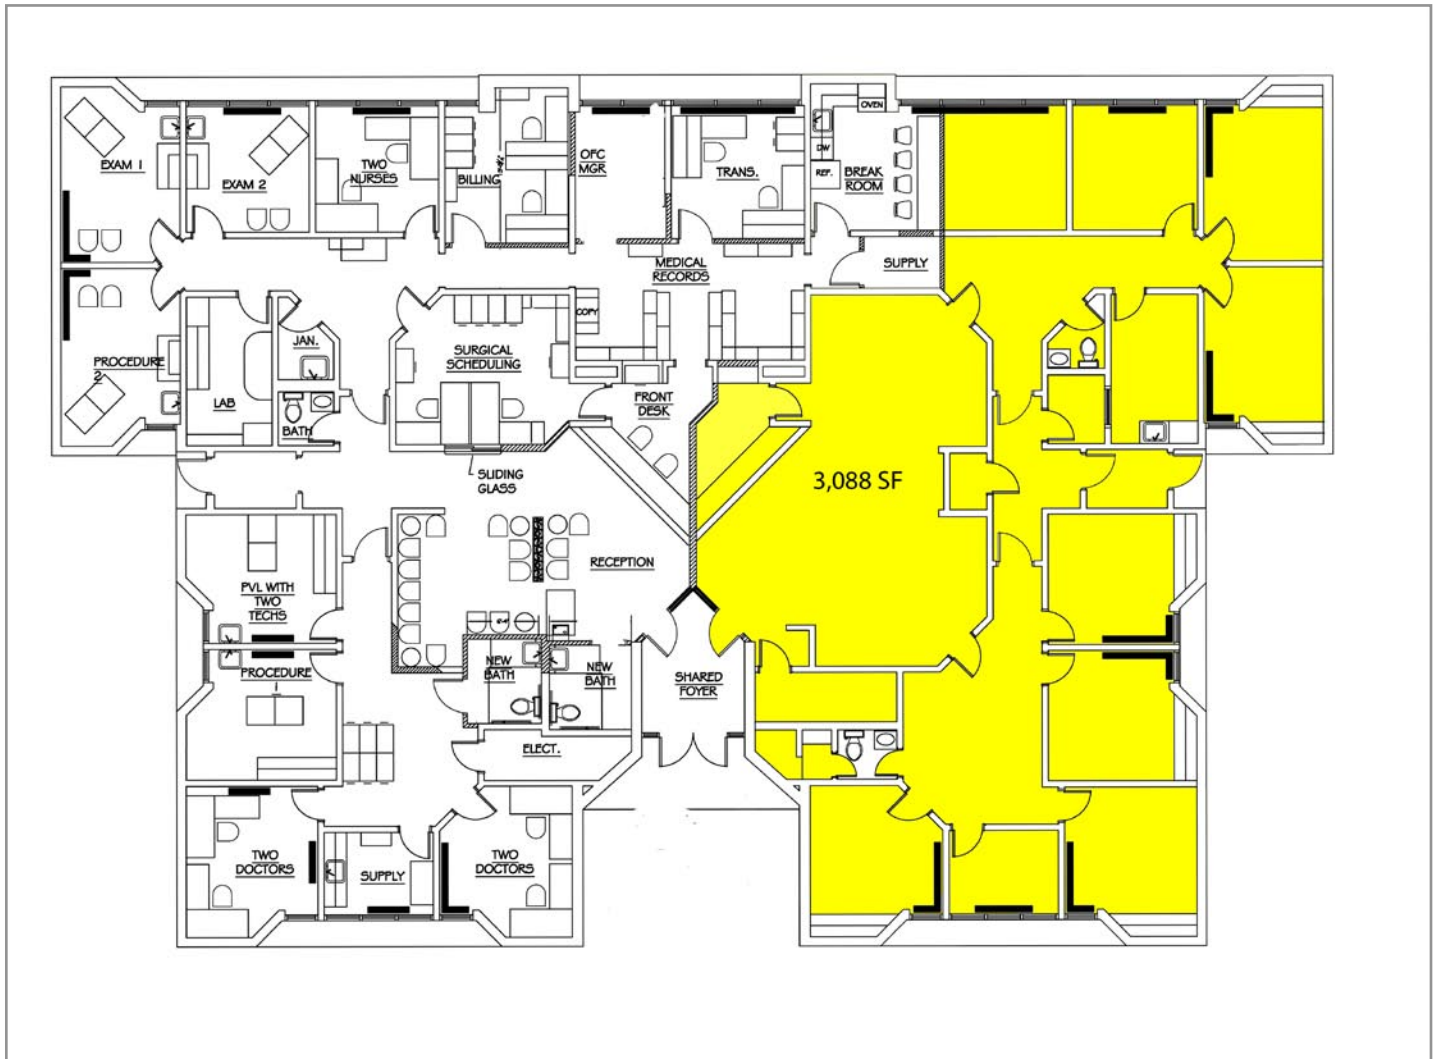 OVEN
DW
REF.
BREAK
ROOM
EXAM 1
EXAM 2
TWO
NURSES
BILLING
OFC
MGR
TRANS.
MEDICAL
RECORDS
SUPPLY
COPY
JAN.
SURGICAL
SCHEDULING
PROCEDURE
2
LAB
BATH
FRONT
DESK
SLIDING
GLASS
3,088 SF
RECEPTION
PVL WITH
TWO
TECHS
PROCEDURE
1
NEW
BATH
NEW
BATH
SHARED
FOYER
ELECT.
TWO
DOCTORS
SUPPLY
TWO
DOCTORS